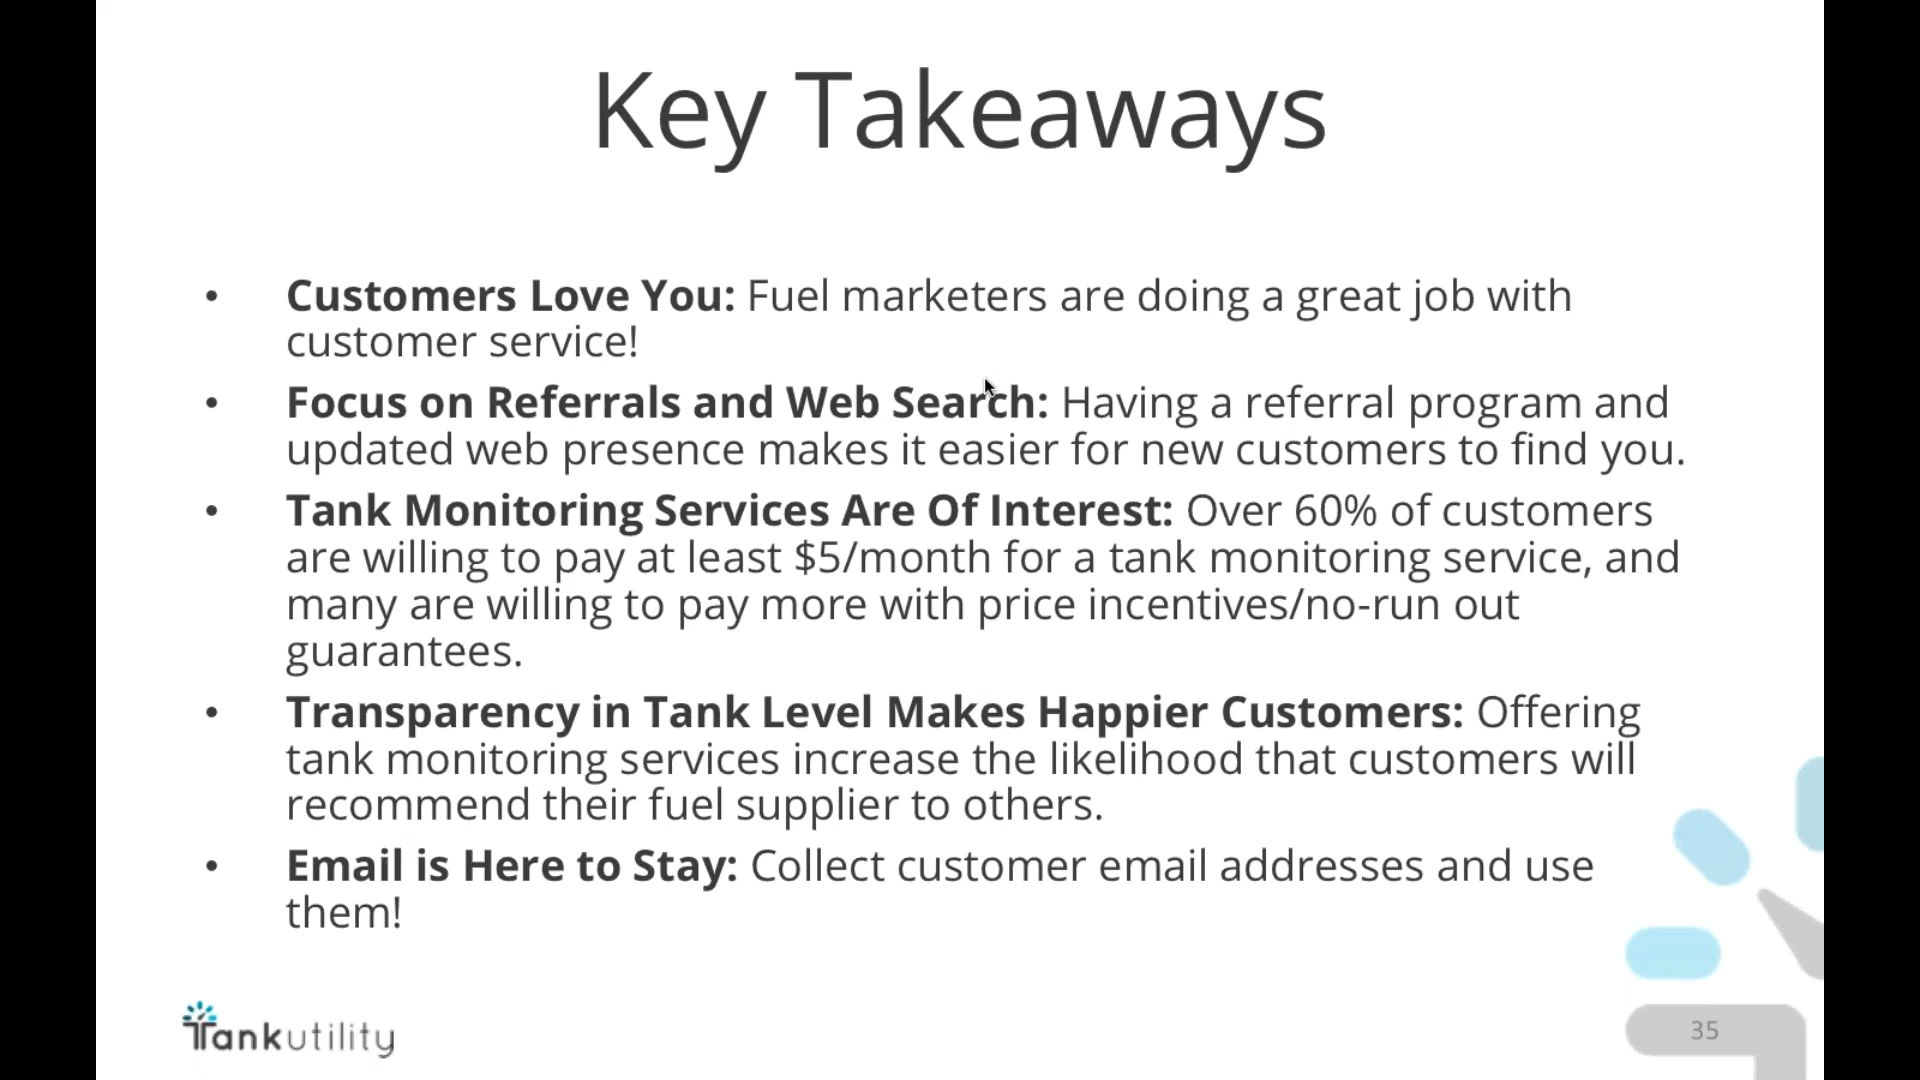 Key Takeaways
• Customers Love You: Fuel marketers are doing a great job with
customer service!
• Focus on Referrals and Web Search: Having a referral program and
updated web presence makes it easier for new customers to find you.
• Tank Monitoring Services Are Of Interest: Over 60% of customers
are willing to pay at least $5/month for a tank monitoring service, and
many are willing to pay more with price incentives/no-run out
guarantees.
• Transparency in Tank Level Makes Happier Customers: Offering
tank monitoring services increase the likelihood that customers will
recommend their fuel supplier to others.
• Email is Here to Stay: Collect customer email addresses and use
them!
Tankutility
35